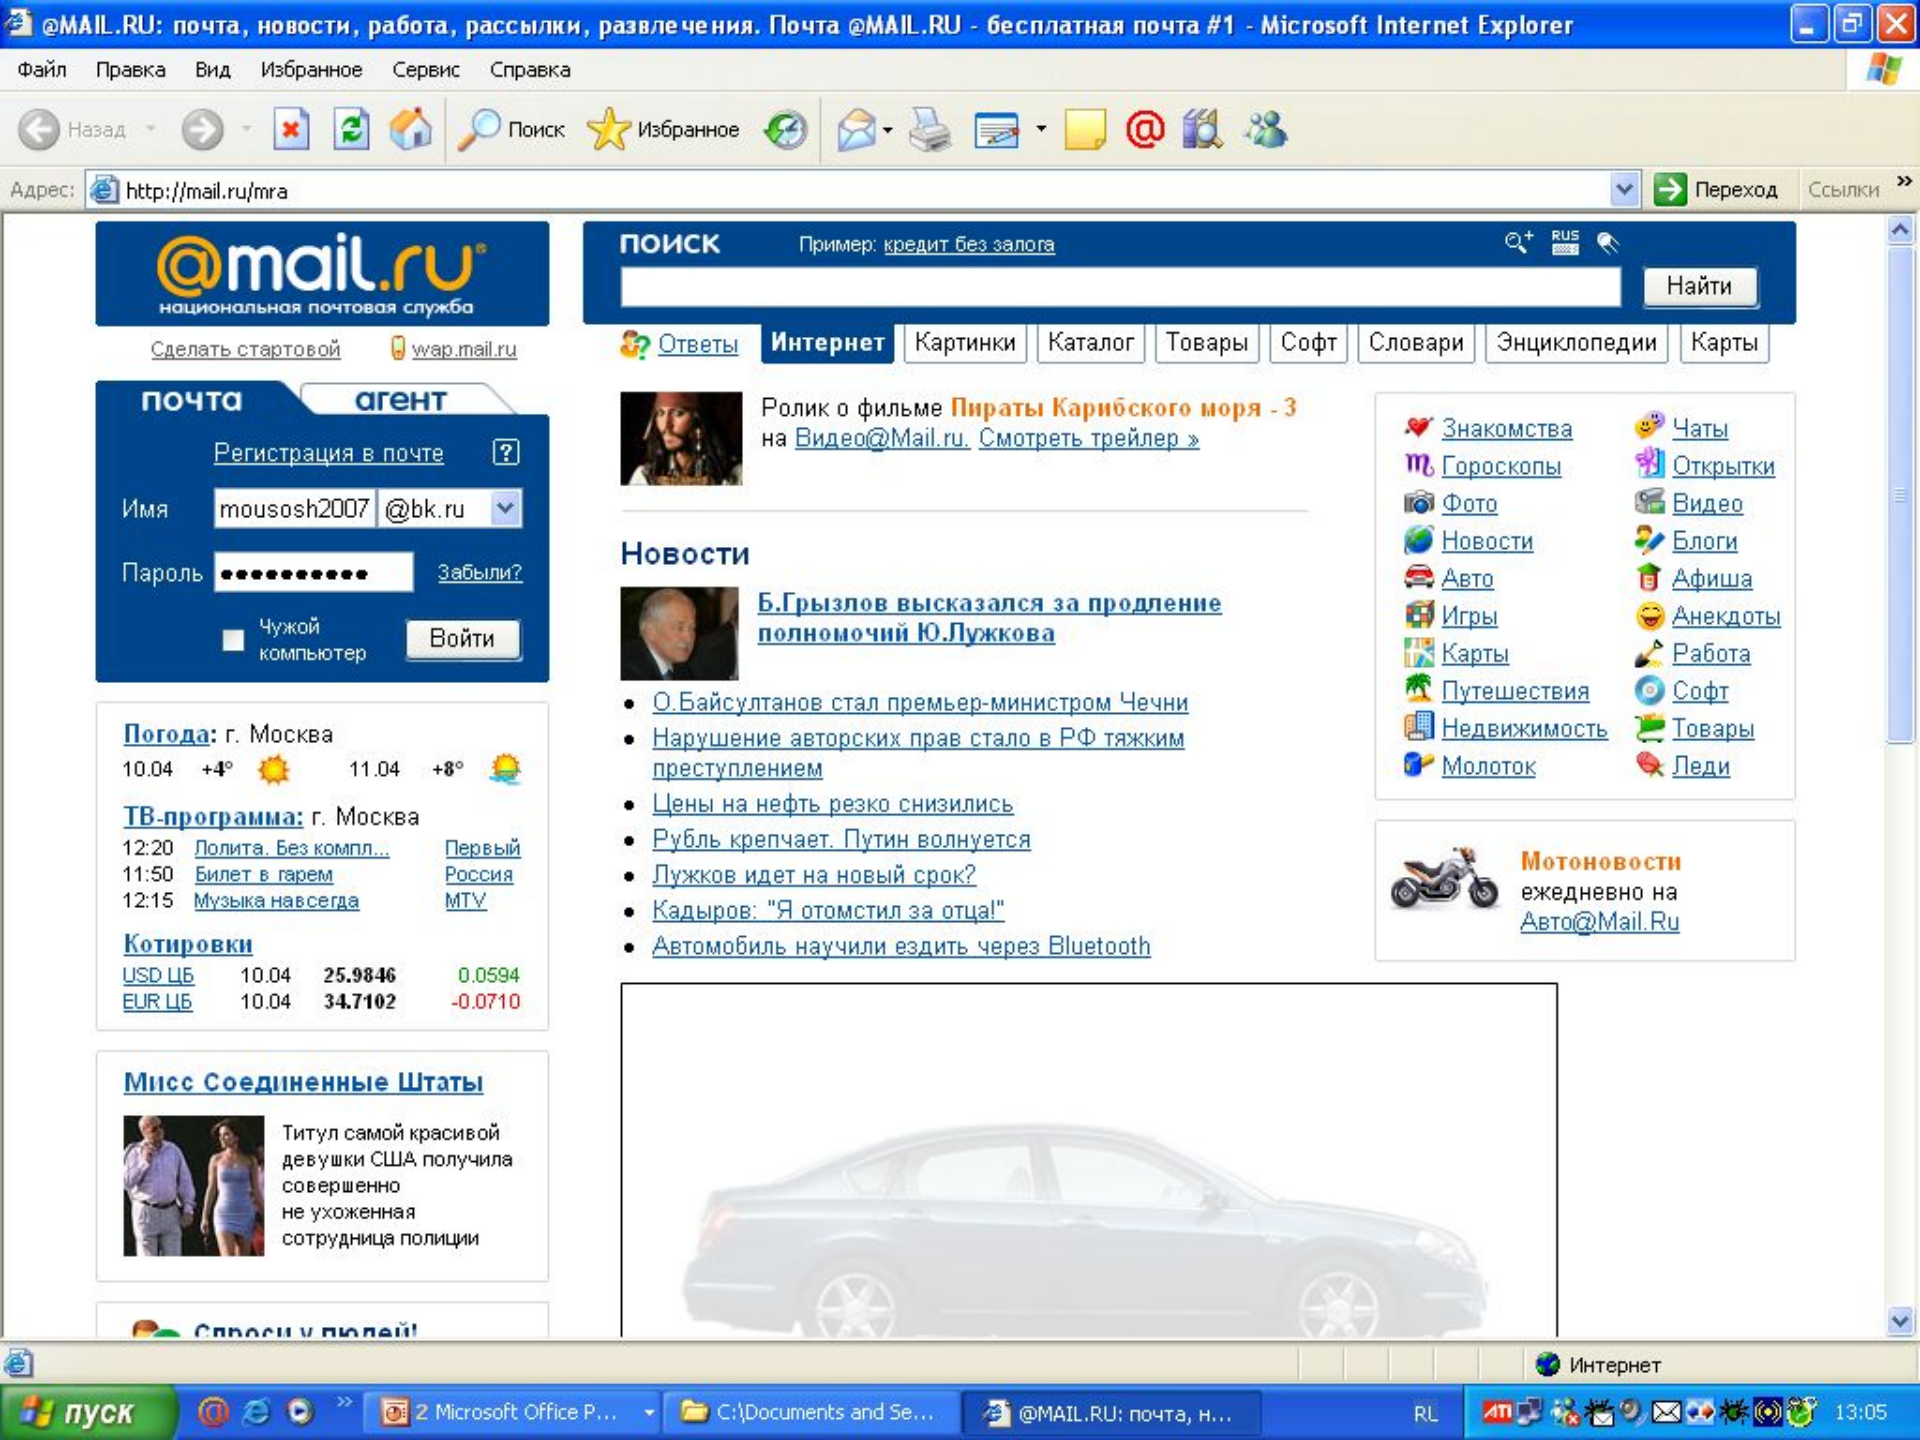 @MAIL.RU: почта, новости, работа, рассылки, развлечения. Почта @MAIL.RU - бесплатная почта #1 - Microsoft Internet Explorer
Файл Правка Вид Избранное Сервис Справка
Назад Поиск Избранное
Адрес: http://mail.ru/mra Переход Ссылки »
@mail.ru®
национальная почтовая служба
Сделать стартовой wap.mail.ru
поиск Пример: кредит без залога RUS
Найти
Ответы Интернет Картинки Каталог Товары Софт Словари Энциклопедии Карты
почта агент
Регистрация в почте ?
Имя mousosh2007 @bk.ru
Пароль •••••••••• Забыли?
Чужой
компьютер
Войти
Погода: г. Москва
10.04 +4° 11.04 +8°
ТВ-программа: г. Москва
12:20 Лолита. Без компл... Первый
11:50 Билет в гарем Россия
12:15 Музыка навсегда MTV
Котировки
USD ЦБ 10.04 25.9846 0.0594
EUR ЦБ 10.04 34.7102 -0.0710
Мисс Соединенные Штаты
Титул самой красивой
девушки США получила
совершенно
не ухоженная
сотрудница полиции
Спроси у людей!
Ролик о фильме Пираты Карибского моря - 3
на Видео@Mail.ru. Смотреть трейлер »
Новости
Б.Грызлов высказался за продление
полномочий Ю.Лужкова
• О.Байсултанов стал премьер-министром Чечни
• Нарушение авторских прав стало в РФ тяжким
преступлением
• Цены на нефть резко снизились
• Рубль крепчает. Путин волнуется
• Лужков идет на новый срок?
• Кадыров: "Я отомстил за отца!"
• Автомобиль научили ездить через Bluetooth
Знакомства Чаты
Гороскопы Открытки
Фото Видео
Новости Блоги
Авто Афиша
Игры Анекдоты
Карты Работа
Путешествия Софт
Недвижимость Товары
Молоток Леди
Мотоновости
ежедневно на
Авто@Mail.Ru
Интернет
пуск » 2 Microsoft Office P... C:\Documents and Se... @MAIL.RU: почта, н... RL ATI 13:05